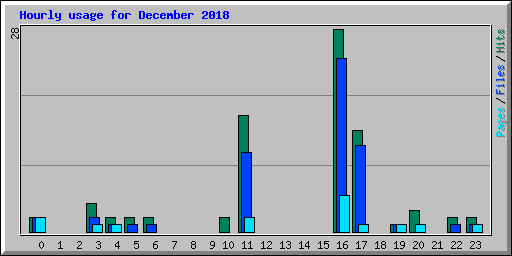 Hourly usage for December 2018
28
Pages/Files/Hits
0 1 2 3 4 5 6 7 8 9 10 11 12 13 14 15 16 17 18 19 20 21 22 23